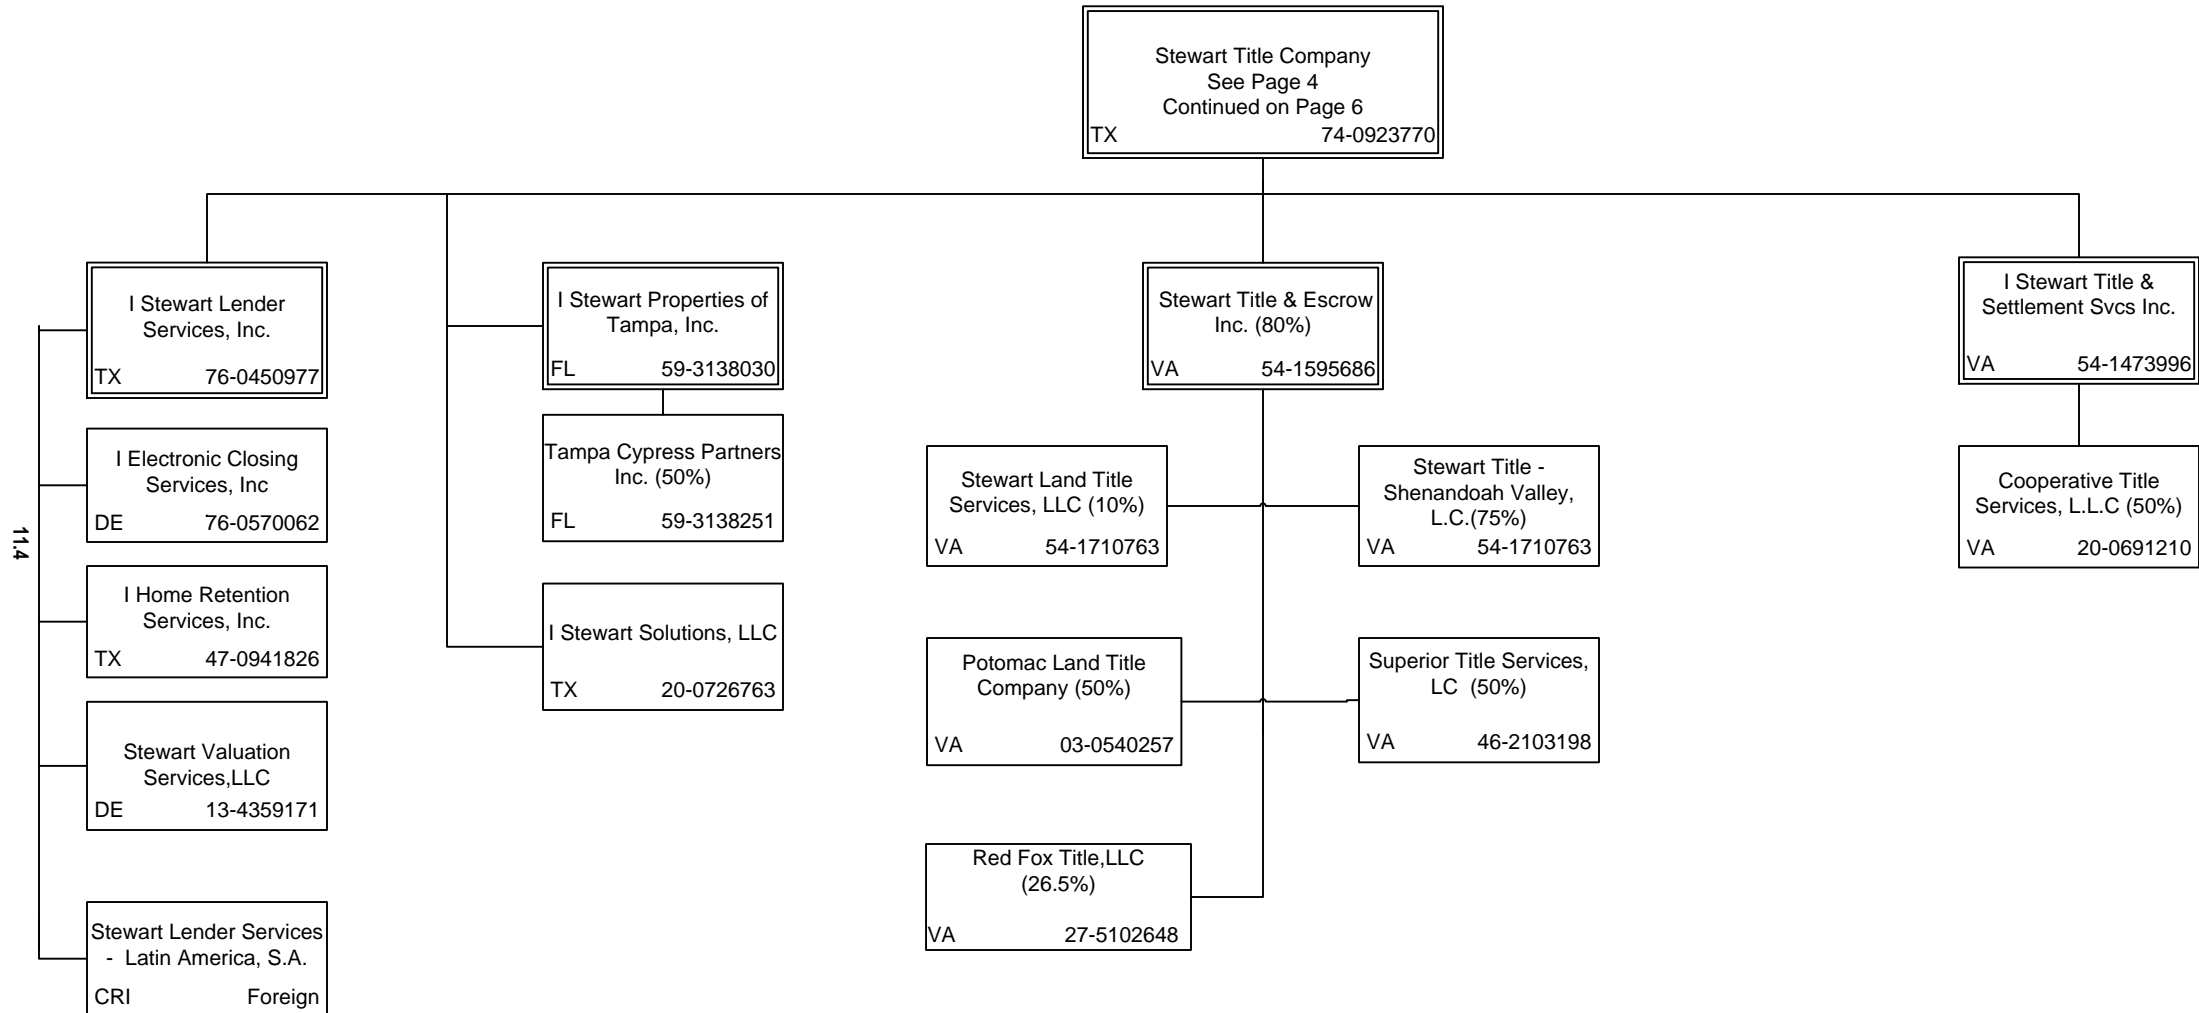 Stewart Title Company
See Page 4
Continued on Page 6
TX 74-0923770
I Stewart Lender
Services, Inc.
TX 76-0450977
I Electronic Closing
Services, Inc
DE 76-0570062
I Home Retention
Services, Inc.
TX 47-0941826
Stewart Valuation
Services,LLC
DE 13-4359171
Stewart Lender Services
- Latin America, S.A.
CRI Foreign
11.4
I Stewart Properties of
Tampa, Inc.
FL 59-3138030
Tampa Cypress Partners
Inc. (50%)
FL 59-3138251
I Stewart Solutions, LLC
TX 20-0726763
Stewart Title & Escrow
Inc. (80%)
VA 54-1595686
Stewart Land Title
Services, LLC (10%)
VA 54-1710763
Stewart Title -
Shenandoah Valley,
L.C.(75%)
VA 54-1710763
Potomac Land Title
Company (50%)
VA 03-0540257
Superior Title Services,
LC (50%)
VA 46-2103198
Red Fox Title,LLC
(26.5%)
VA 27-5102648
I Stewart Title &
Settlement Svcs Inc.
VA 54-1473996
Cooperative Title
Services, L.L.C (50%)
VA 20-0691210